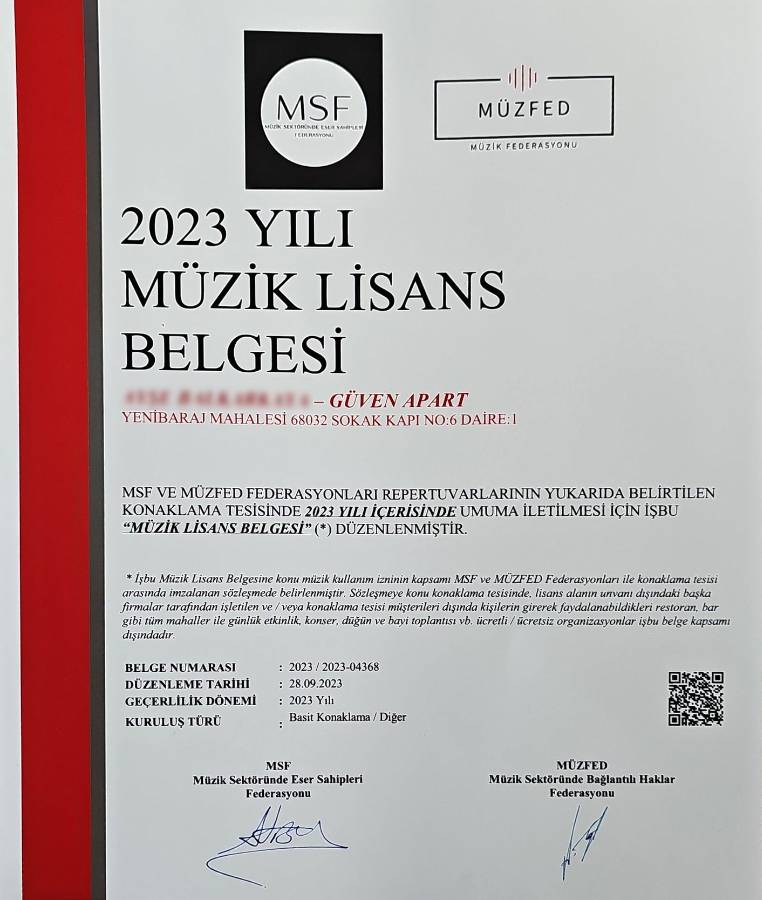 MSF
MÜZİK SEKTÖRÜNDE ESER SAHİPLERİ
FEDERASYONU
MÜZFED
MÜZİK FEDERASYONU
2023 YILI
MÜZİK LİSANS
BELGESİ
– GÜVEN APART
YENİBARAJ MAHALESİ 68032 SOKAK KAPI NO:6 DAİRE:1
MSF VE MÜZFED FEDERASYONLARI REPERTUVARLARININ YUKARIDA BELİRTİLEN
KONAKLAMA TESİSİNDE 2023 YILI İÇERİSİNDE UMUMA İLETİLMESİ İÇİN İŞBU
“MÜZİK LİSANS BELGESİ” (*) DÜZENLENMİŞTİR.
* İşbu Müzik Lisans Belgesine konu müzik kullanım izninin kapsamı MSF ve MÜZFED Federasyonları ile konaklama tesisi
arasında imzalanan sözleşmede belirlenmiştir. Sözleşmeye konu konaklama tesisinde, lisans alanın unvanı dışındaki başka
firmalar tarafından işletilen ve / veya konaklama tesisi müşterileri dışında kişilerin girerek faydalanabildikleri restoran, bar
gibi tüm mahaller ile günlük etkinlik, konser, düğün ve bayi toplantısı vb. ücretli / ücretsiz organizasyonlar işbu belge kapsamı
dışındadır.
BELGE NUMARASI : 2023 / 2023-04368
DÜZENLEME TARİHİ : 28.09.2023
GEÇERLİLİK DÖNEMİ : 2023 Yılı
KURULUŞ TÜRÜ : Basit Konaklama / Diğer
MSF
Müzik Sektöründe Eser Sahipleri
Federasyonu
MÜZFED
Müzik Sektöründe Bağlantılı Haklar
Federasyonu